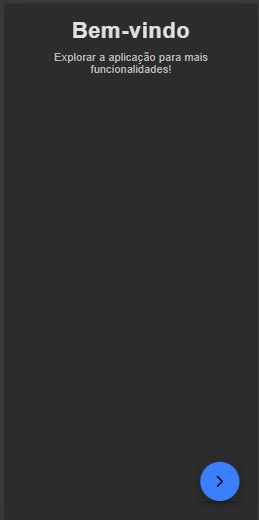 Bem-vindo
Explorar a aplicação para mais
funcionalidades!